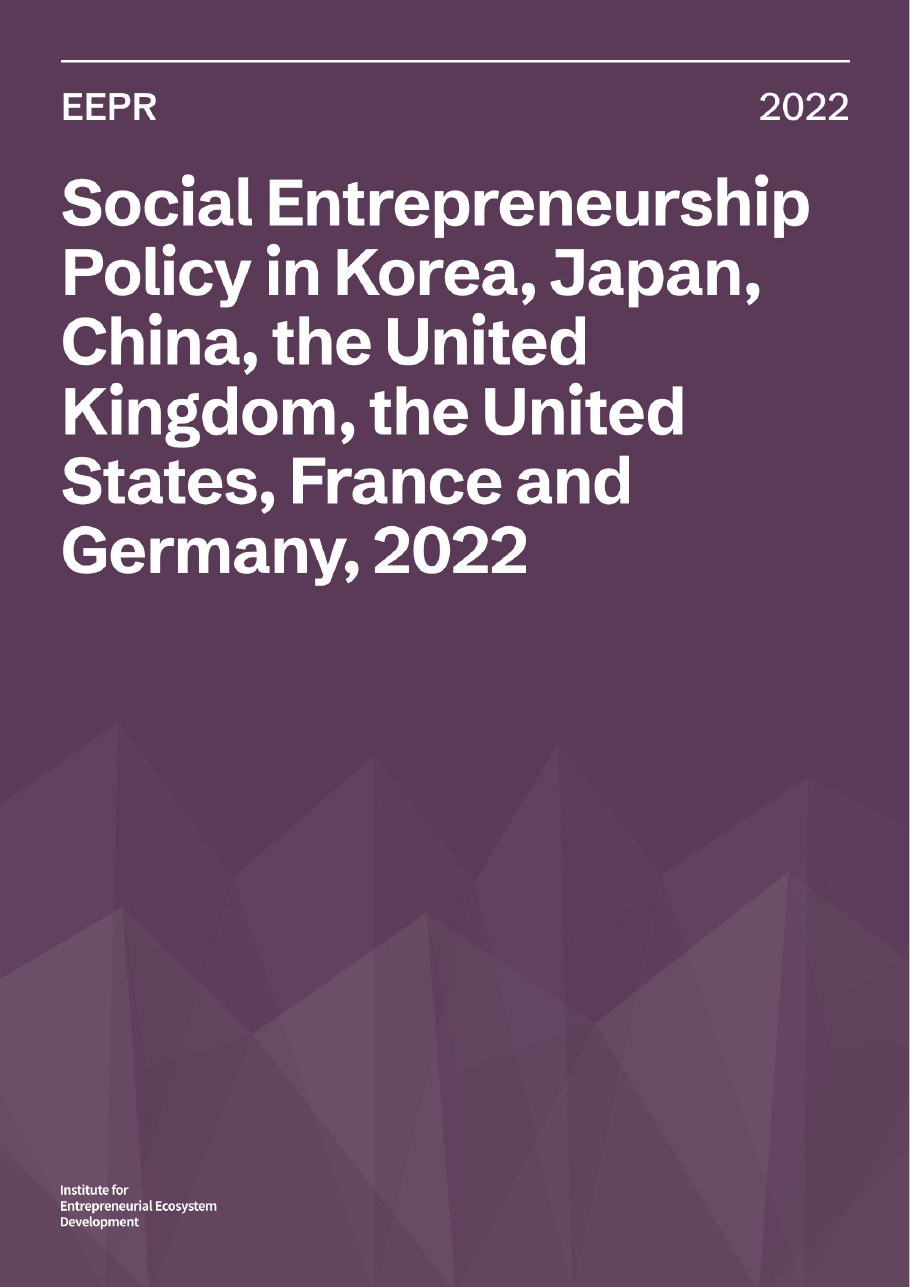 EEPR
2022
Social Entrepreneurship
Policy in Korea, Japan,
China, the United
Kingdom, the United
States, France and
Germany, 2022
Institute for
Entrepreneurial Ecosystem
Development